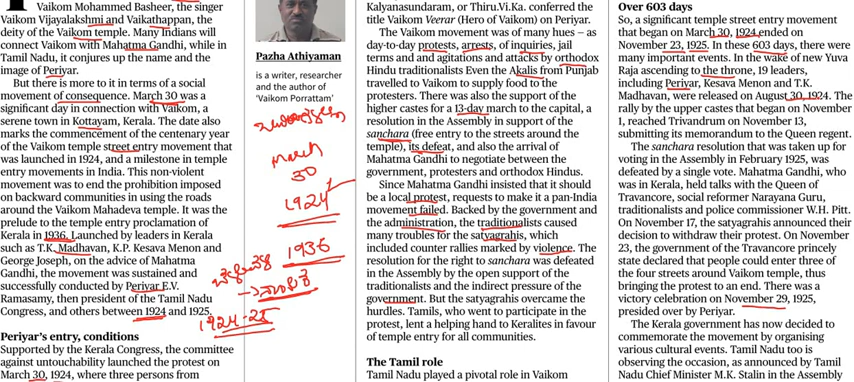 Vaikom Mohammed Basheer, the singer
Vaikom Vijayalakshmi and Vaikathappan, the
deity of the Vaikom temple. Many Indians will
connect Vaikom with Mahatma Gandhi, while in
Tamil Nadu, it conjures up the name and the
image of Periyar.
But there is more to it in terms of a social
movement of consequence. March 30 was a
significant day in connection with Vaikom, a
serene town in Kottayam, Kerala. The date also
marks the commencement of the centenary year
of the Vaikom temple street entry movement that
was launched in 1924, and a milestone in temple
entry movements in India. This non-violent
movement was to end the prohibition imposed
on backward communities in using the roads
around the Vaikom Mahadeva temple. It was the
prelude to the temple entry proclamation of
Kerala in 1936. Launched by leaders in Kerala
such as T.K. Madhavan, K.P. Kesava Menon and
George Joseph, on the advice of Mahatma
Gandhi, the movement was sustained and
successfully conducted by Periyar E.V.
Ramasamy, then president of the Tamil Nadu
Congress, and others between 1924 and 1925.
Periyar's entry, conditions
Supported by the Kerala Congress, the committee
against untouchability launched the protest on
March 30, 1924, where three persons from
Pazha Athiyaman
is a writer, researcher
and the author of
'Vaikom Porrattam'
March
30
1924
1936
1924-25
Kalyanasundaram, or Thiru.Vi.Ka. conferred the
title Vaikom Veerar (Hero of Vaikom) on Periyar.
The Vaikom movement was of many hues — as
day-to-day protests, arrests, of inquiries, jail
terms and and agitations and attacks by orthodox
Hindu traditionalists Even the Akalis from Punjab
travelled to Vaikom to supply food to the
protesters. There was also the support of the
higher castes for a 13-day march to the capital, a
resolution in the Assembly in support of the
sanchara (free entry to the streets around the
temple), its defeat, and also the arrival of
Mahatma Gandhi to negotiate between the
government, protesters and orthodox Hindus.
Since Mahatma Gandhi insisted that it should
be a local protest, requests to make it a pan-India
movement failed. Backed by the government and
the administration, the traditionalists caused
many troubles for the satyagrahis, which
included counter rallies marked by violence. The
resolution for the right to sanchara was defeated
in the Assembly by the open support of the
traditionalists and the indirect pressure of the
government. But the satyagrahis overcame the
hurdles. Tamils, who went to participate in the
protest, lent a helping hand to Keralites in favour
of temple entry for all communities.
The Tamil role
Tamil Nadu played a pivotal role in Vaikom
Over 603 days
So, a significant temple street entry movement
that began on March 30, 1924 ended on
November 23, 1925. In these 603 days, there were
many important events. In the wake of new Yuva
Raja ascending to the throne, 19 leaders,
including Periyar, Kesava Menon and T.K.
Madhavan, were released on August 30, 1924. The
rally by the upper castes that began on November
1, reached Trivandrum on November 13,
submitting its memorandum to the Queen regent.
The sanchara resolution that was taken up for
voting in the Assembly in February 1925, was
defeated by a single vote. Mahatma Gandhi, who
was in Kerala, held talks with the Queen of
Travancore, social reformer Narayana Guru,
traditionalists and police commissioner W.H. Pitt.
On November 17, the satyagrahis announced their
decision to withdraw their protest. On November
23, the government of the Travancore princely
state declared that people could enter three of
the four streets around Vaikom temple, thus
bringing the protest to an end. There was a
victory celebration on November 29, 1925,
presided over by Periyar.
The Kerala government has now decided to
commemorate the movement by organising
various cultural events. Tamil Nadu too is
observing the occasion, as announced by Tamil
Nadu Chief Minister M.K. Stalin in the Assembly